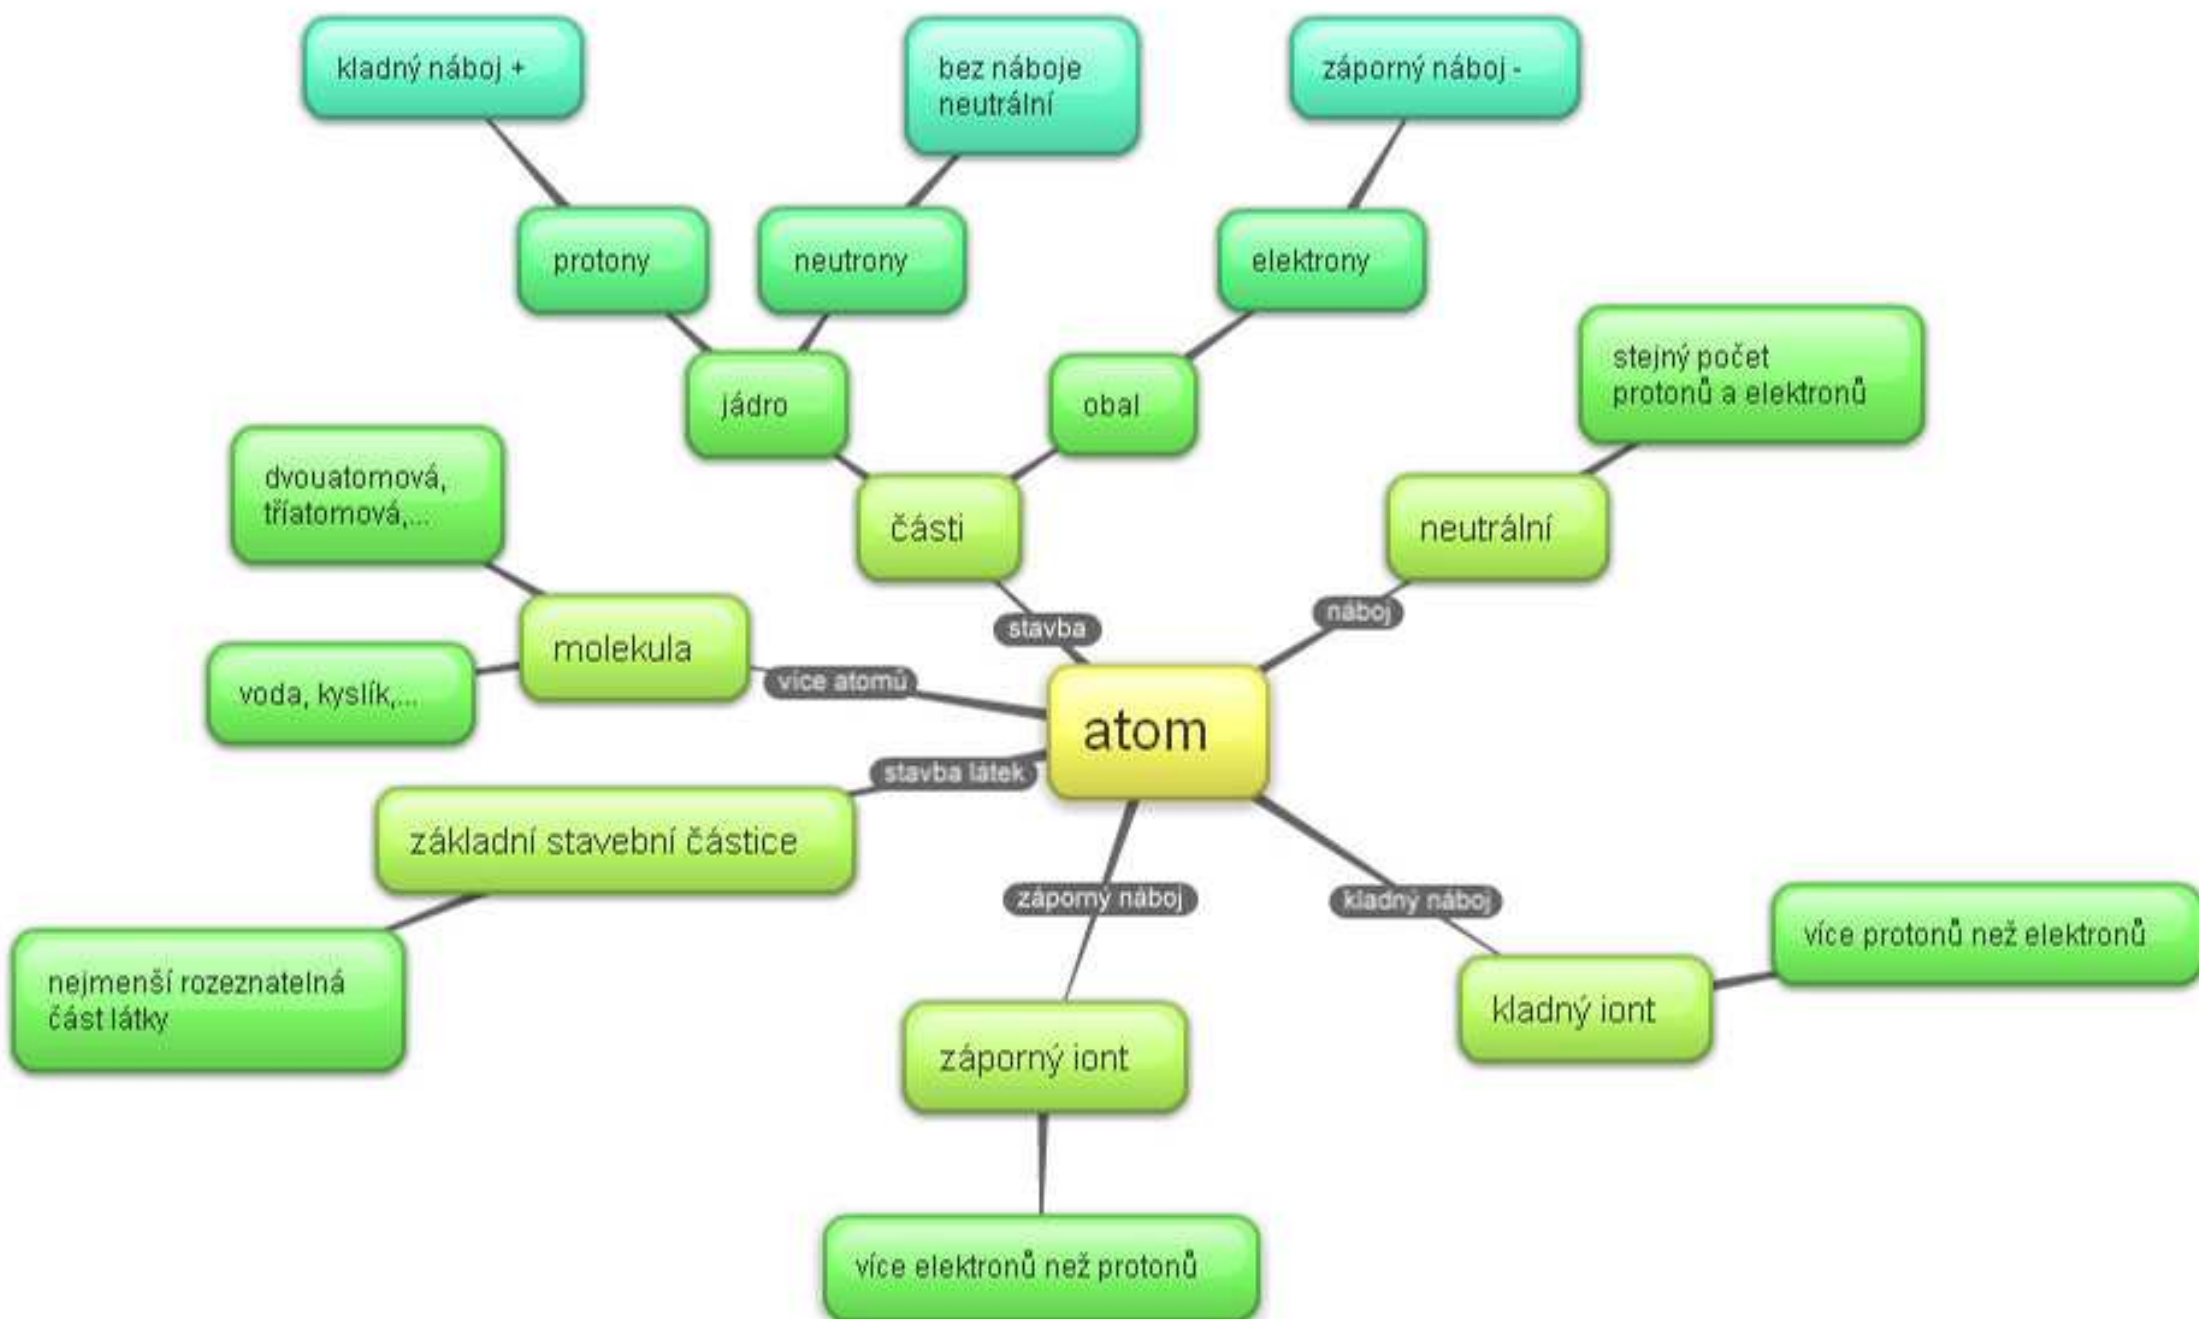 kladný náboj +
bez náboje
neutrální
záporný náboj -
protony
neutrony
elektrony
jádro
obal
stejný počet
protonů a elektronů
dvouatomová,
tříatomová,...
části
neutrální
stavba
náboj
molekula
voda, kyslík,...
více atomů
atom
stavba látek
základní stavební částice
záporný náboj
kladný náboj
více protonů než elektronů
nejmenší rozeznatelná
část látky
kladný iont
záporný iont
více elektronů než protonů